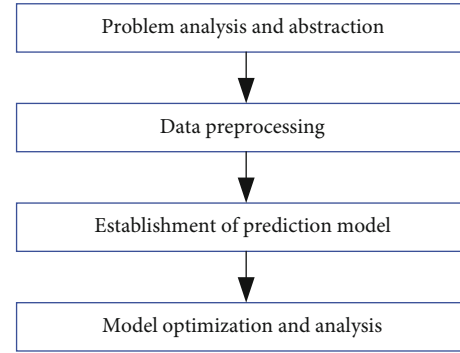 Problem analysis and abstraction
Data preprocessing
Establishment of prediction model
Model optimization and analysis